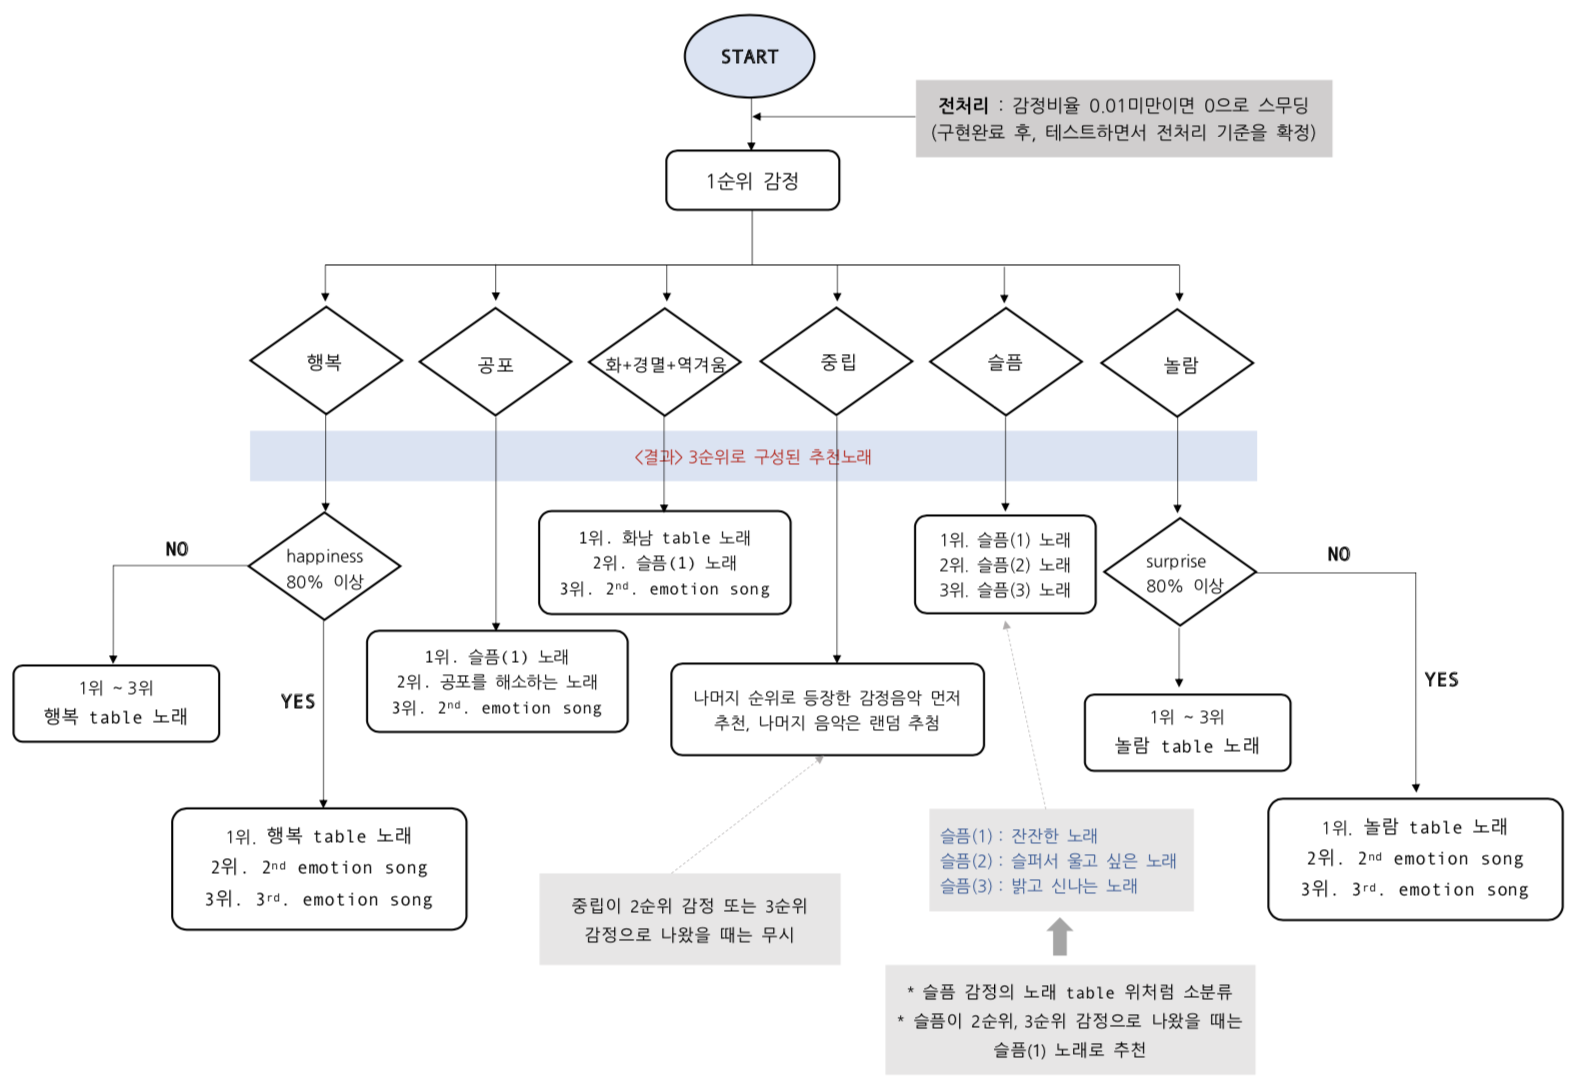 START
전처리 : 감정비율 0.01미만이면 0으로 스무딩
(구현완료 후, 테스트하면서 전처리 기준을 확정)
1순위 감정
행복
공포
화+경멸+역겨움
중립
슬픔
놀람
<결과> 3순위로 구성된 추천노래
NO
happiness
80% 이상
YES
1위 ~ 3위
행복 table 노래
1위. 행복 table 노래
2위. 2nd emotion song
3위. 3rd. emotion song
1위. 슬픔(1) 노래
2위. 공포를 해소하는 노래
3위. 2nd. emotion song
1위. 화남 table 노래
2위. 슬픔(1) 노래
3위. 2nd. emotion song
나머지 순위로 등장한 감정음악 먼저
추천, 나머지 음악은 랜덤 추첨
중립이 2순위 감정 또는 3순위
감정으로 나왔을 때는 무시
1위. 슬픔(1) 노래
2위. 슬픔(2) 노래
3위. 슬픔(3) 노래
슬픔(1) : 잔잔한 노래
슬픔(2) : 슬퍼서 울고 싶은 노래
슬픔(3) : 밝고 신나는 노래
* 슬픔 감정의 노래 table 위처럼 소분류
* 슬픔이 2순위, 3순위 감정으로 나왔을 때는
슬픔(1) 노래로 추천
surprise
80% 이상
NO
YES
1위 ~ 3위
놀람 table 노래
1위. 놀람 table 노래
2위. 2nd emotion song
3위. 3rd. emotion song